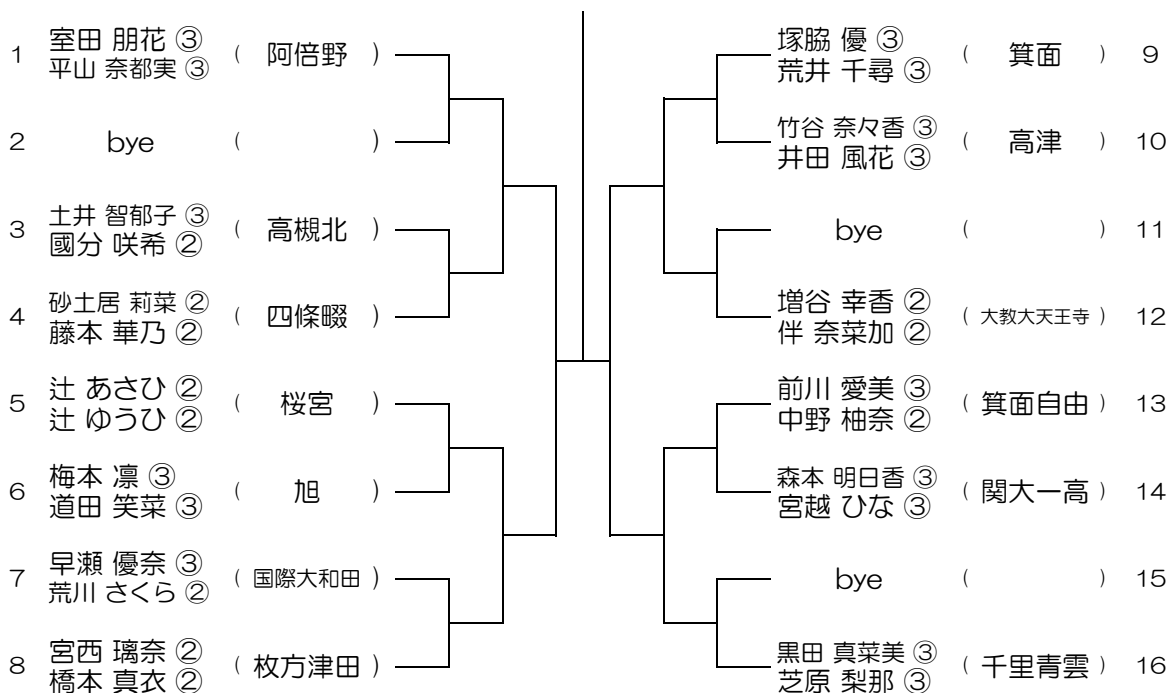 1 室田 朋花 ③ ( 阿倍野 )
平山 奈都実 ③
2 bye ( )
3 土井 智郁子 ③ ( 高槻北 )
國分 咲希 ②
4 砂土居 莉菜 ② ( 四條畷 )
藤本 華乃 ②
5 辻 あさひ ② ( 桜宮 )
辻 ゆうひ ②
6 梅本 凛 ③ ( 旭 )
道田 笑菜 ③
7 早瀬 優奈 ③ ( 国際大和田 )
荒川 さくら ②
8 宮西 璃奈 ② ( 枚方津田 )
橋本 真衣 ②
塚脇 優 ③ ( 箕面 ) 9
荒井 千尋 ③
竹谷 奈々香 ③ ( 高津 ) 10
井田 風花 ③
bye ( ) 11
増谷 幸香 ② ( 大教大天王寺 ) 12
伴 奈菜加 ②
前川 愛美 ③ ( 箕面自由 ) 13
中野 柚奈 ②
森本 明日香 ③ ( 関大一高 ) 14
宮越 ひな ③
bye ( ) 15
黒田 真菜美 ③ ( 千里青雲 ) 16
芝原 梨那 ③